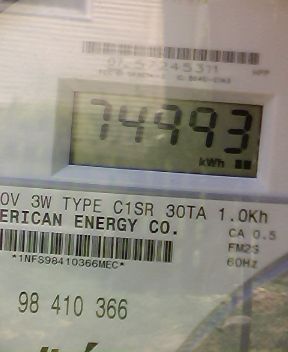 74993
kWh
0V 3W TYPE C1SR 30TA 1.0Kh
ERICAN ENERGY CO.
CA 0.5
FM2S
60Hz
*1NFS98410366MEC*
98 410 366